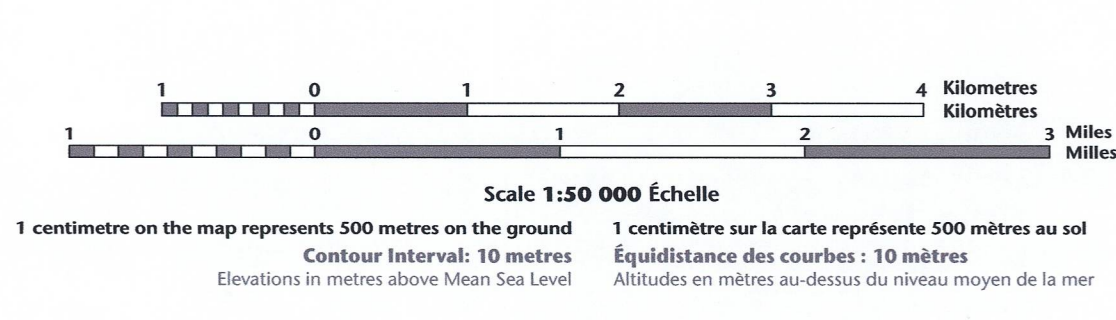 1 0 1 2 3 4 Kilometres
Kilomètres
1 0 1 2 3 Miles
Milles
Scale 1:50 000 Échelle
1 centimetre on the map represents 500 metres on the ground
Contour Interval: 10 metres
Elevations in metres above Mean Sea Level
1 centimètre sur la carte représente 500 mètres au sol
Équidistance des courbes : 10 mètres
Altitudes en mètres au-dessus du niveau moyen de la mer